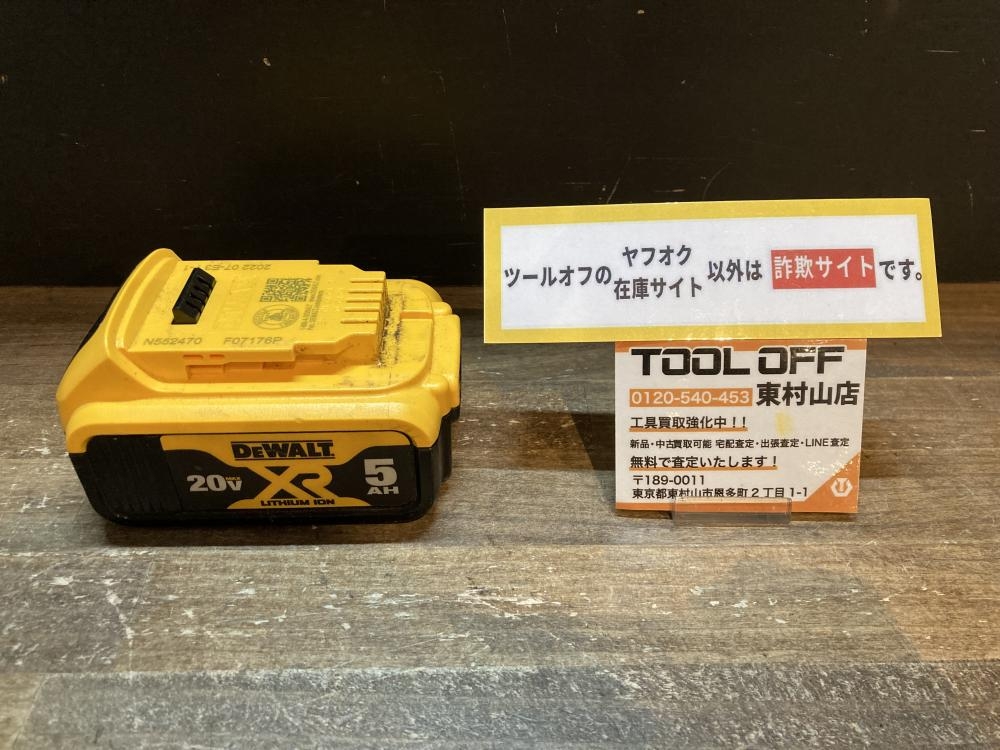 2022 07-E5
N552470 F07176P
DEWALT
20V MAX
XR
LITHIUM ION
5
AH
ツールオフの ヤフオク 在庫サイト 以外は 詐欺サイト です。
TOOL OFF
0120-540-453 東村山店
工具買取強化中！！
新品・中古買取可能 宅配査定・出張査定・LINE査定
無料で査定いたします！
〒189-0011
東京都東村山市恩多町2丁目1-1